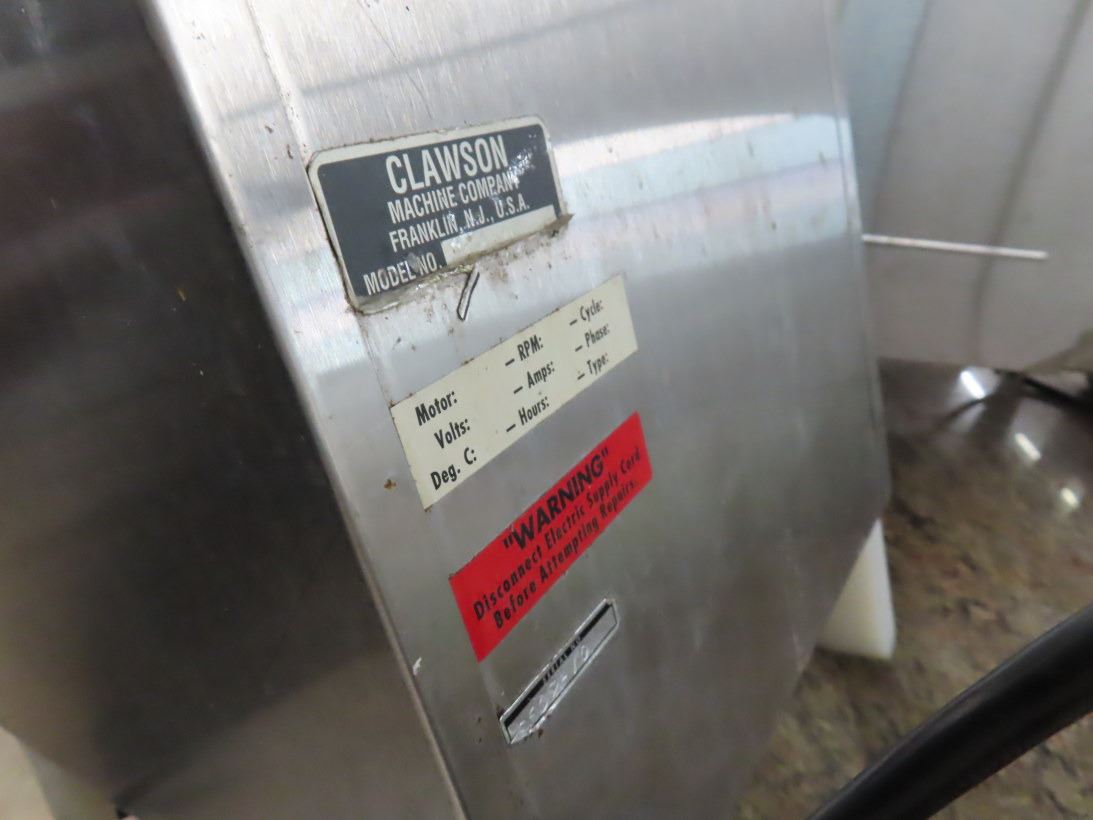 CLAWSON
MACHINE COMPANY
FRANKLIN, N.J., U.S.A.
MODEL NO.
Motor: – RPM: – Cycle:
Volts: – Amps: – Phase:
Deg. C: – Hours: – Type:
"WARNING"
Disconnect Electric Supply Cord
Before Attempting Repairs.